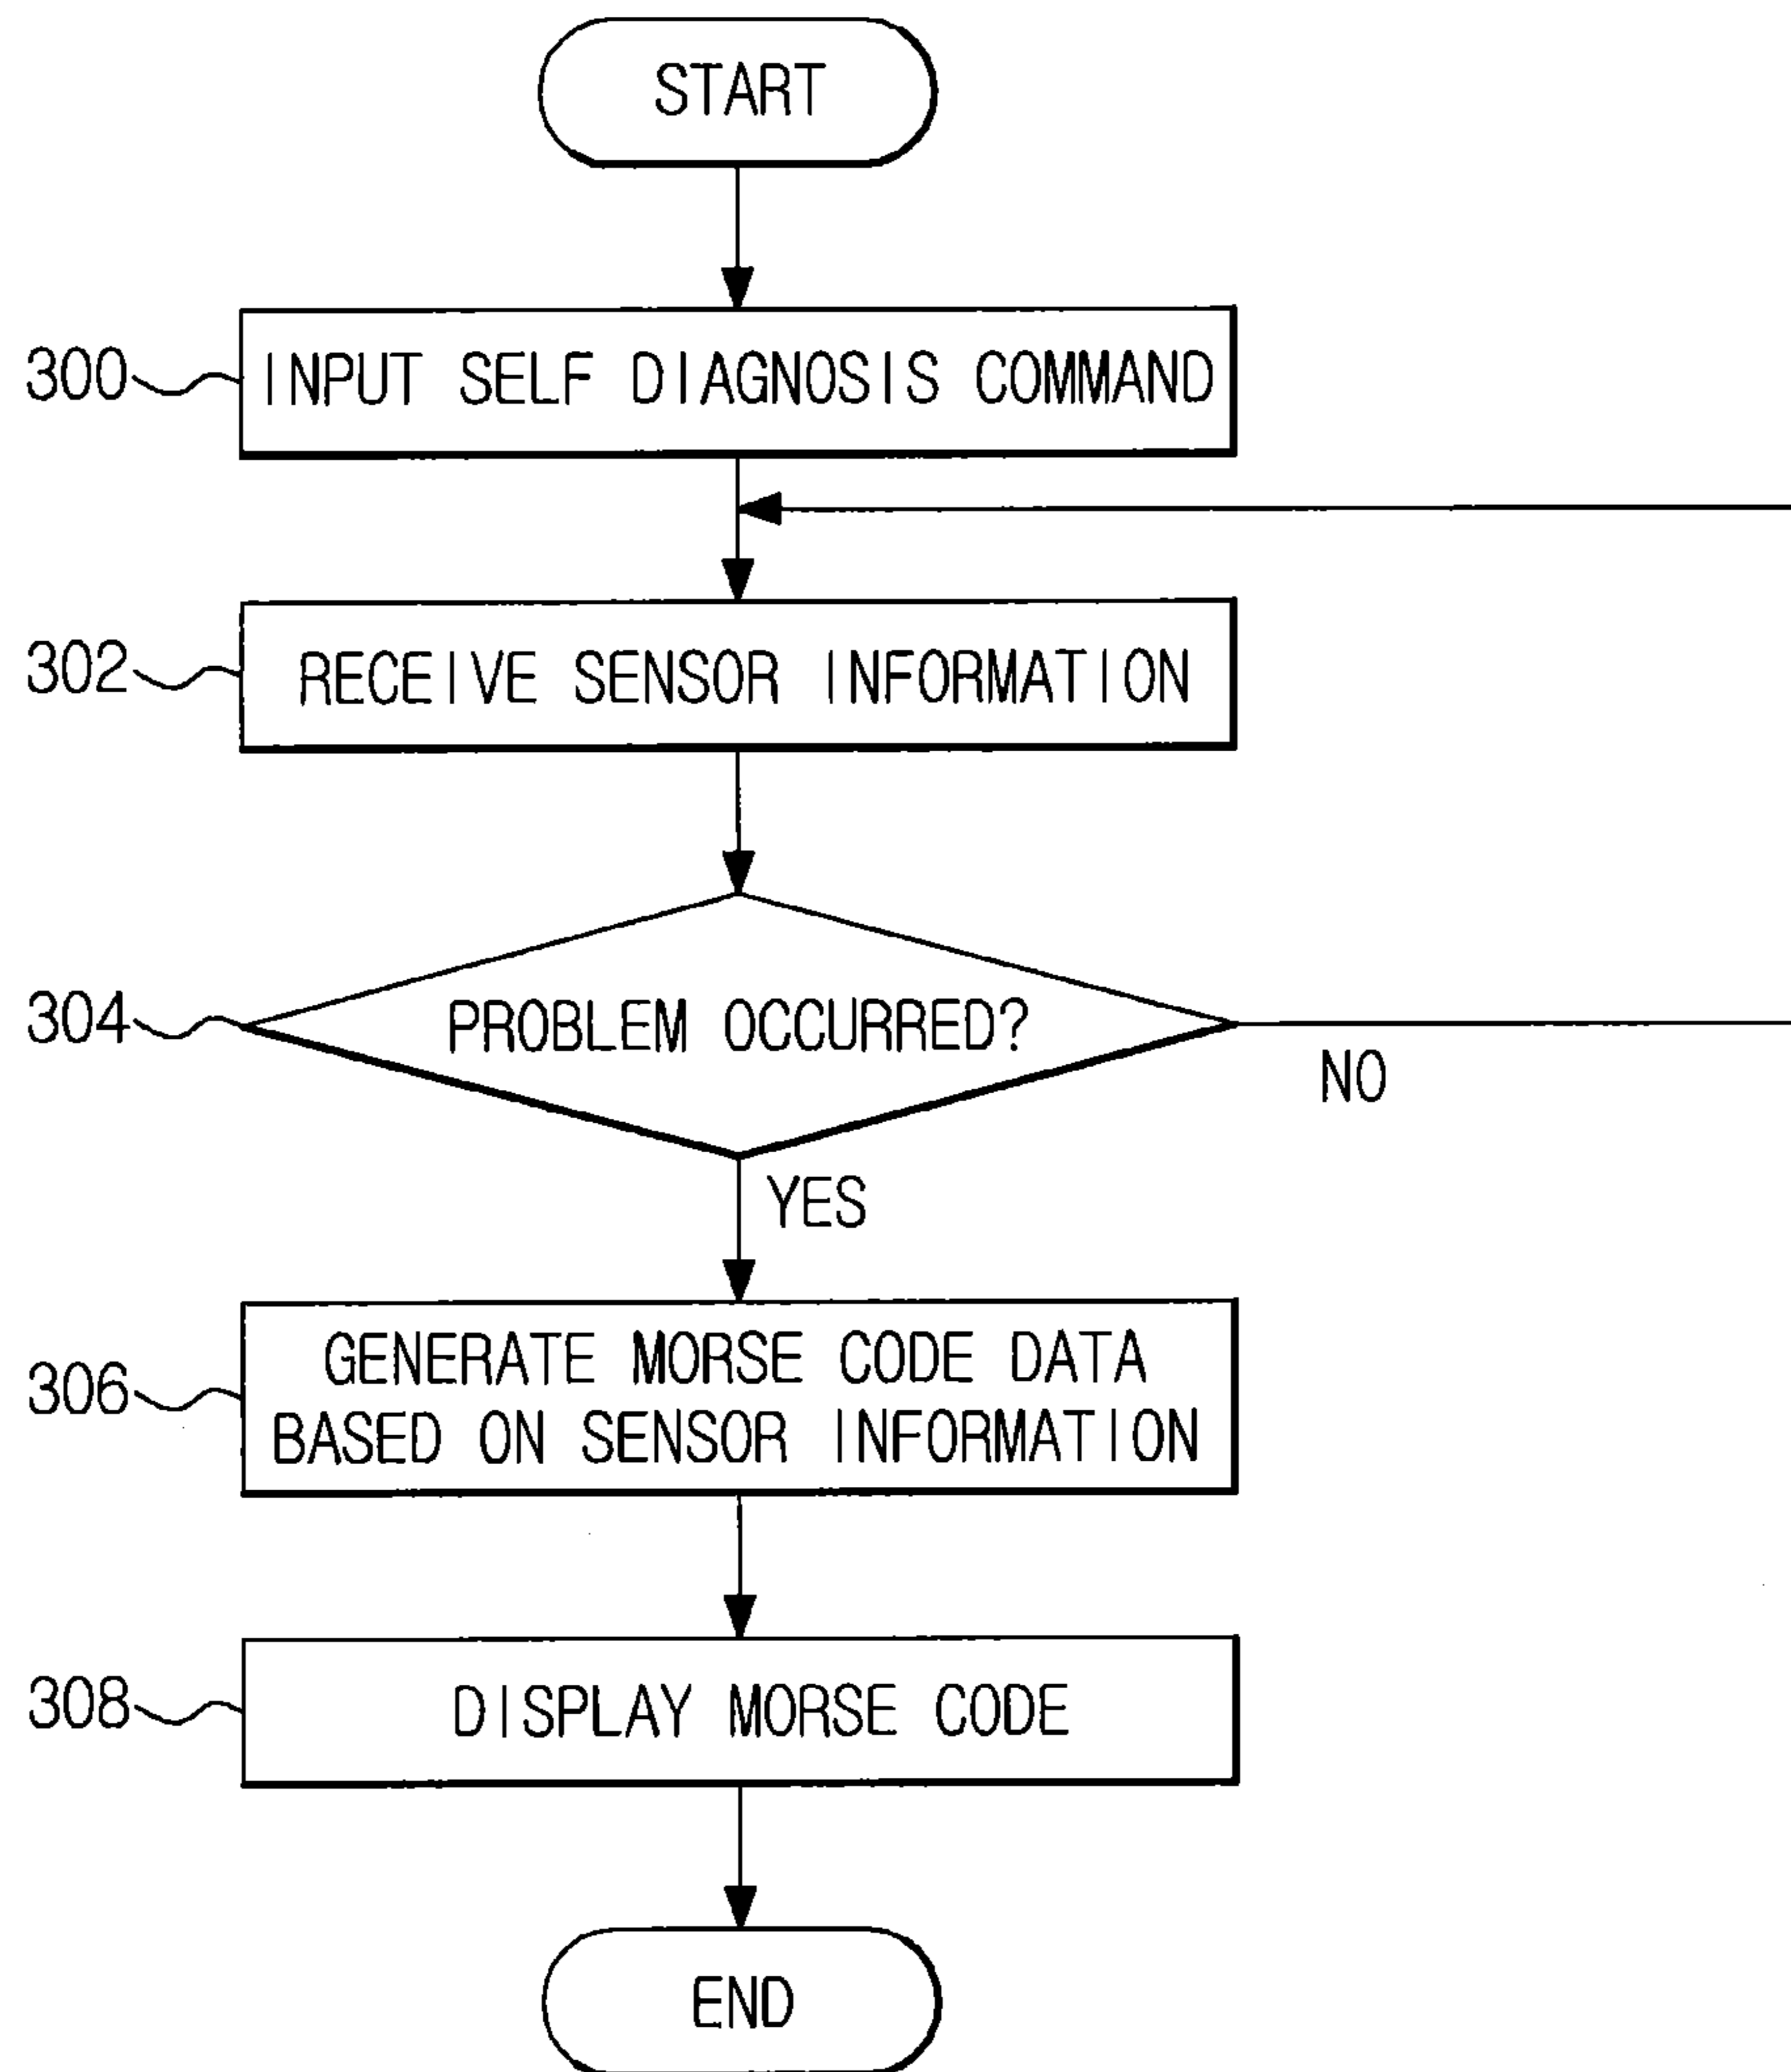 START
300 INPUT SELF DIAGNOSIS COMMAND
302 RECEIVE SENSOR INFORMATION
304 PROBLEM OCCURRED?
NO
YES
306 GENERATE MORSE CODE DATA
BASED ON SENSOR INFORMATION
308 DISPLAY MORSE CODE
END